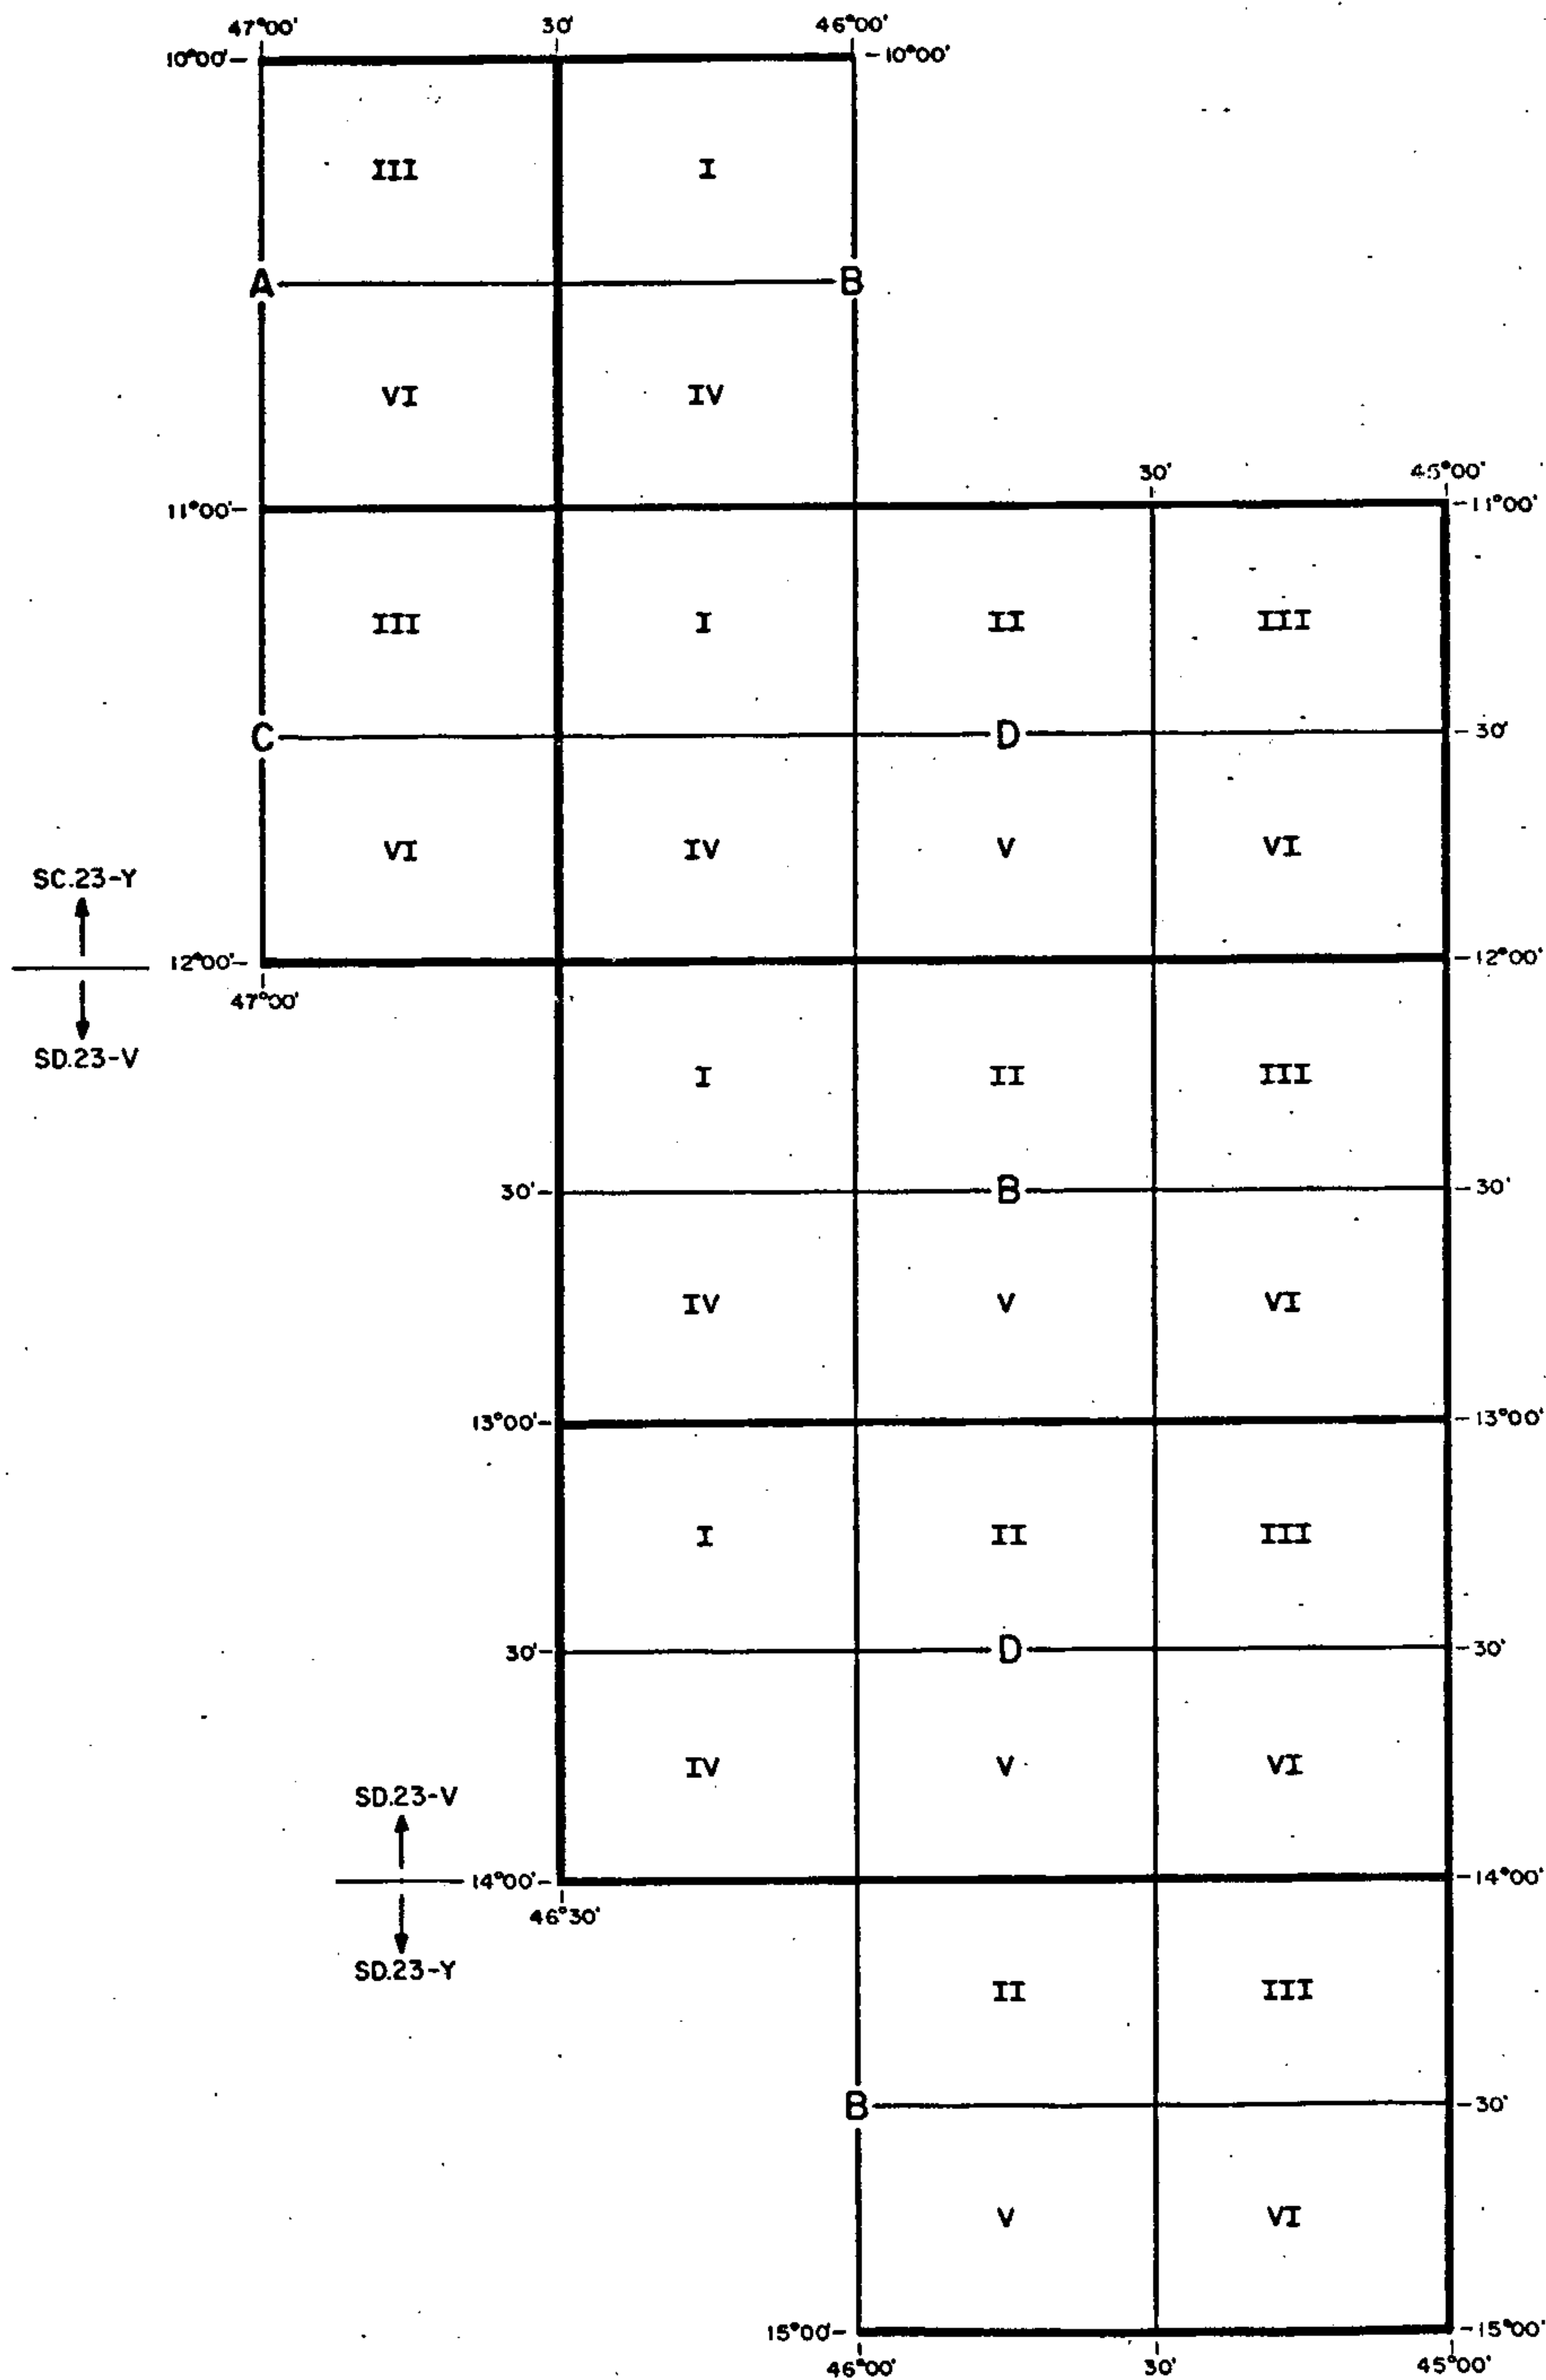 47°00' 30' 46°00'
10°00' 10°00'
III I
A B
VI IV
30' 45°00'
11°00' 11°00'
III I II III
C D 30'
VI IV V VI
SC.23-Y
12°00' 12°00'
47°00'
SD.23-V
I II III
30' B 30'
IV V VI
13°00' 13°00'
I II III
30' D 30'
IV V VI
SD.23-V
14°00' 14°00'
46°30'
SD.23-Y
II III
B 30'
V VI
15°00' 15°00'
46°00' 30' 45°00'